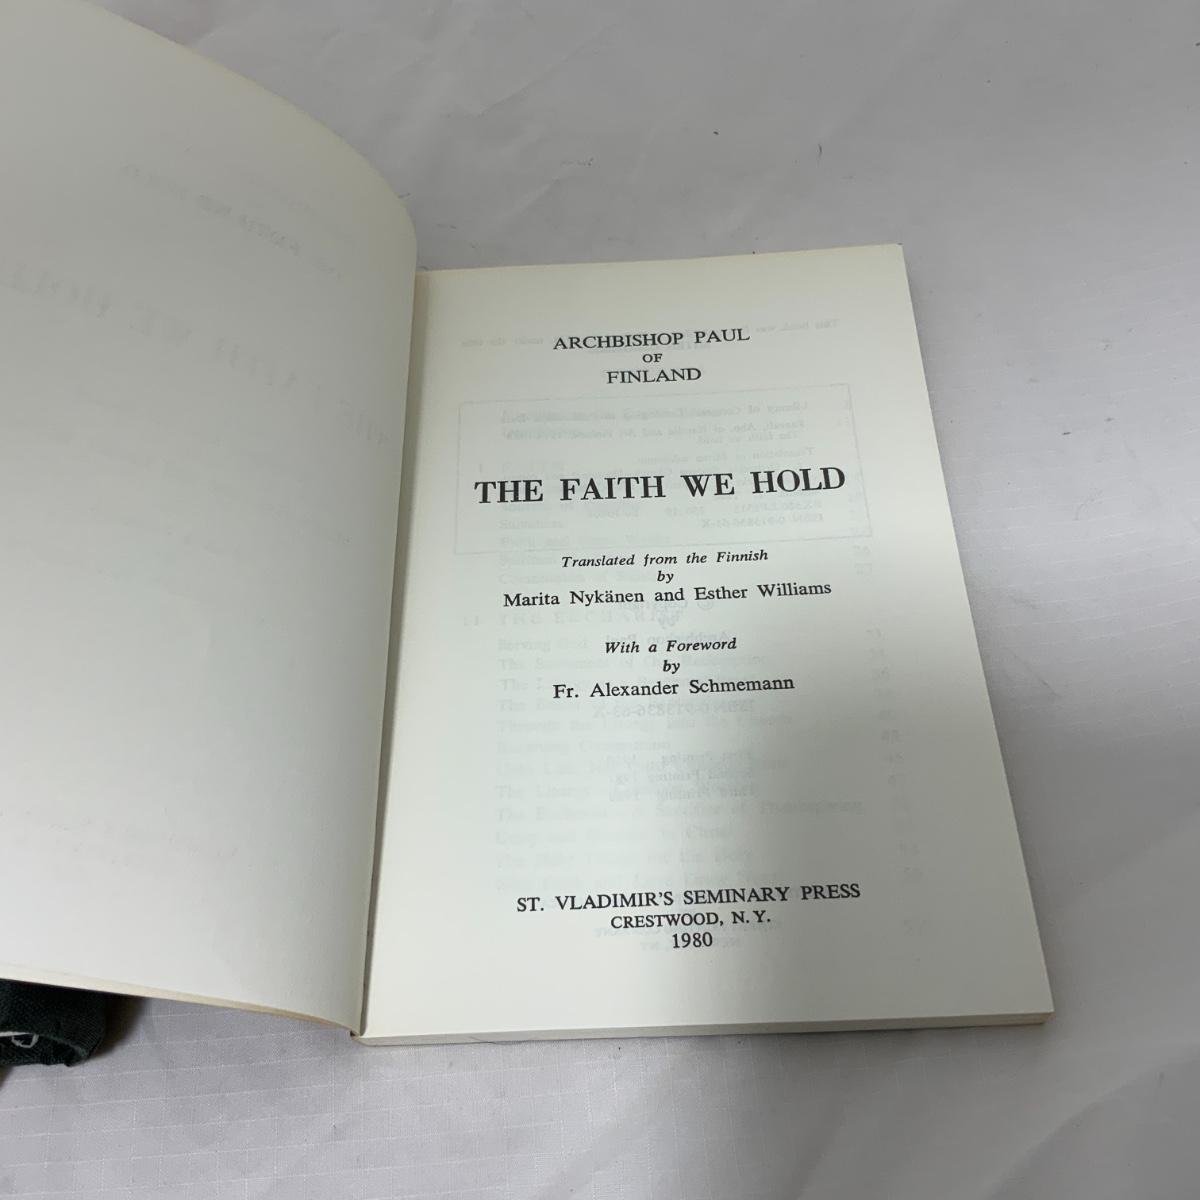 ARCHBISHOP PAUL
OF
FINLAND
THE FAITH WE HOLD
Translated from the Finnish
by
Marita Nykänen and Esther Williams
With a Foreword
by
Fr. Alexander Schmemann
ST. VLADIMIR'S SEMINARY PRESS
CRESTWOOD, N. Y.
1980